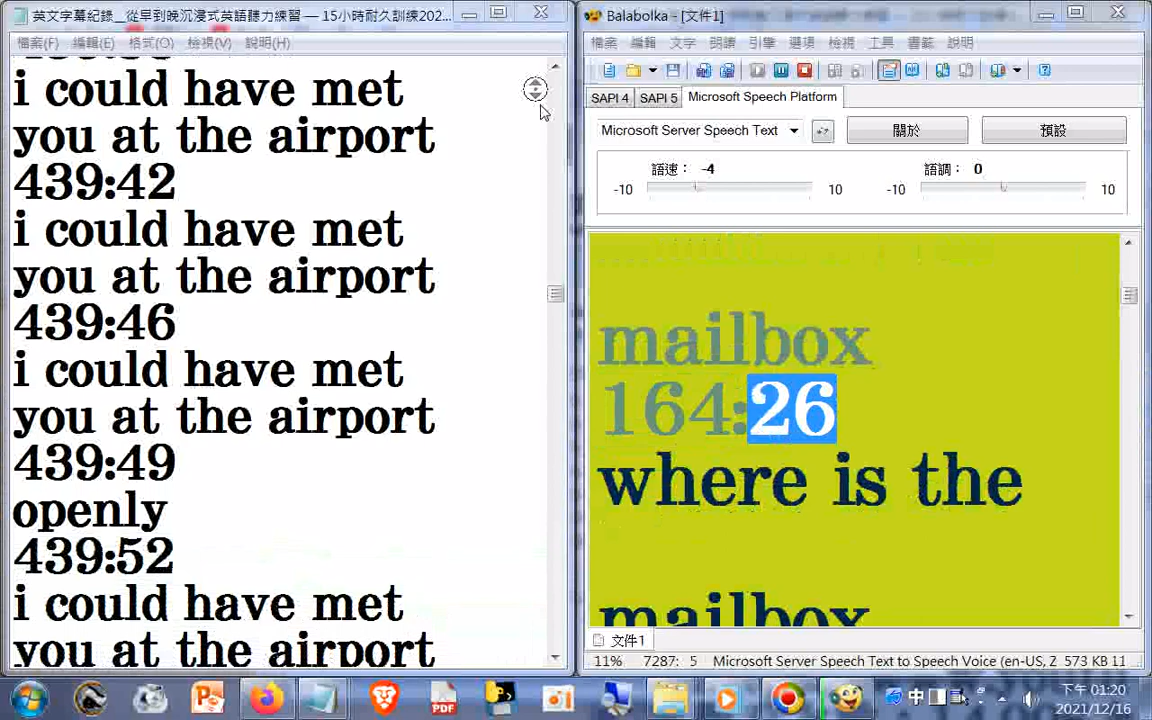 英文字幕紀錄__從早到晚沉浸式英語聽力練習 — 15小時耐久訓練202...
檔案(F) 編輯(E) 格式(O) 檢視(V) 說明(H)
i could have met
you at the airport
439:42
i could have met
you at the airport
439:46
i could have met
you at the airport
439:49
openly
439:52
i could have met
you at the airport
Balabolka - [文件1]
檔案 編輯 文字 朗讀 引擎 選項 檢視 工具 書籤 說明
SAPI 4 SAPI 5 Microsoft Speech Platform
Microsoft Server Speech Text 關於 預設
語速： -4 語調： 0
-10 10 -10 10
mailbox
164:26
where is the
mailbox
文件1
11% 7287: 5 Microsoft Server Speech Text to Speech Voice (en-US, 2 573 KB 11
PDF 中 下午 01:20
2021/12/16